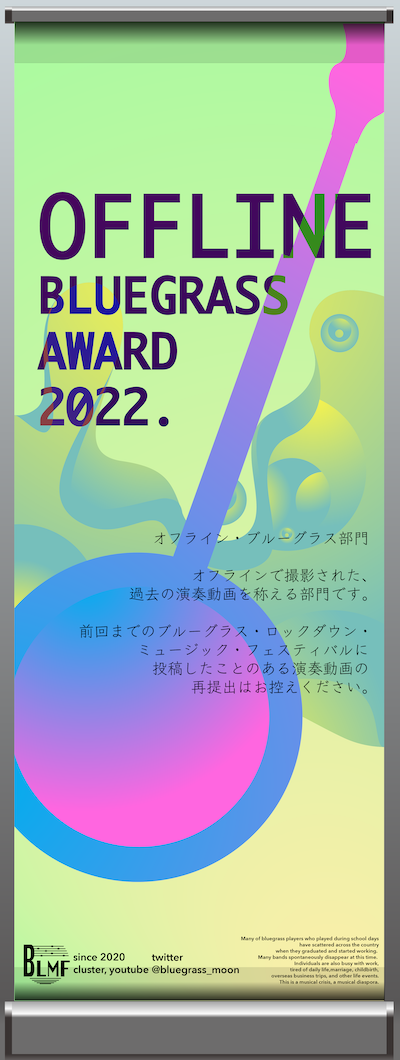 OFFLINE
BLUEGRASS
AWARD
2022.
オフライン・ブルーグラス部門
オフラインで撮影された、
過去の演奏動画を称える部門です。
前回までのブルーグラス・ロックダウン・
ミュージック・フェスティバルに
投稿したことのある演奏動画の
再提出はお控えください。
BLMF
since 2020 twitter
cluster, youtube @bluegrass_moon
Many of bluegrass players who played during school days
have scattered across the country
when they graduated and started working.
Many bands spontaneously disappear at this time.
Individuals are also busy with work,
tired of daily life,marriage, childbirth,
overseas business trips, and other life events.
This is a musical crisis, a musical diaspora.